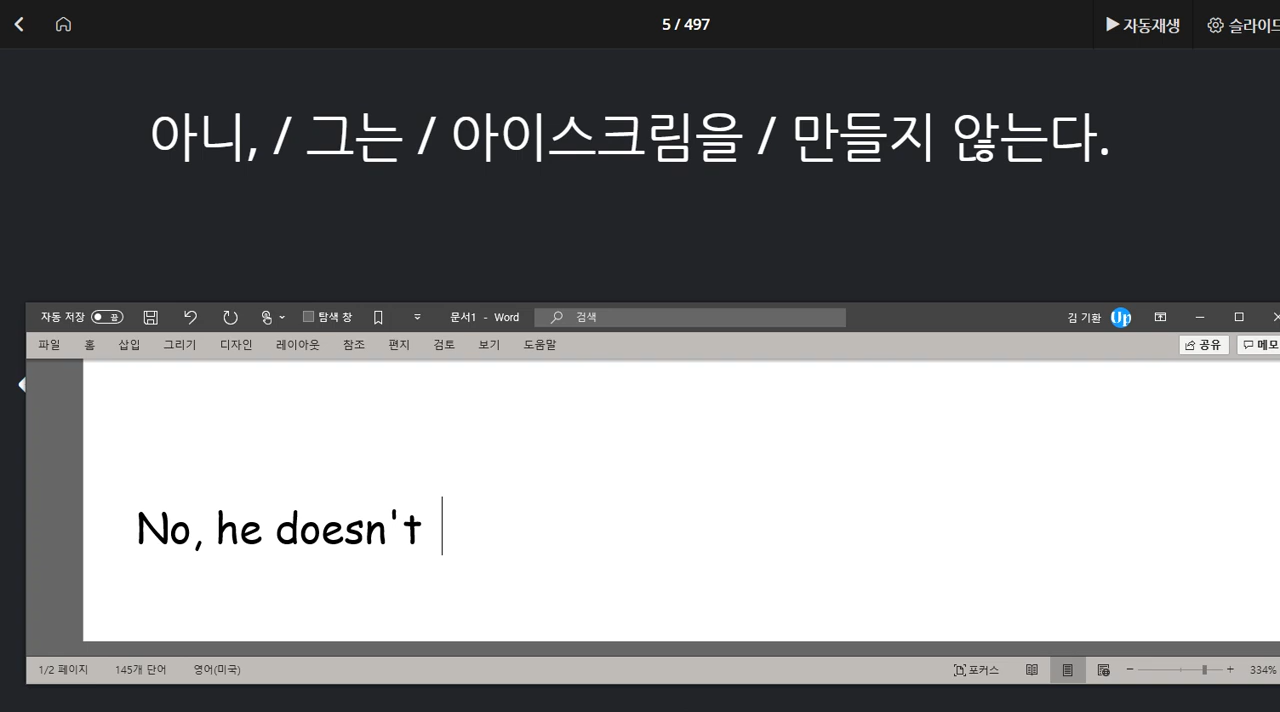 5 / 497
▶ 자동재생
슬라이드
아니, / 그는 / 아이스크림을 / 만들지 않는다.
자동 저장 끔 탐색 창 문서1 - Word 검색 김 기환 Up
파일 홈 삽입 그리기 디자인 레이아웃 참조 편지 검토 보기 도움말 공유 메모
No, he doesn't
1/2 페이지 145개 단어 영어(미국) 포커스 − + 334%